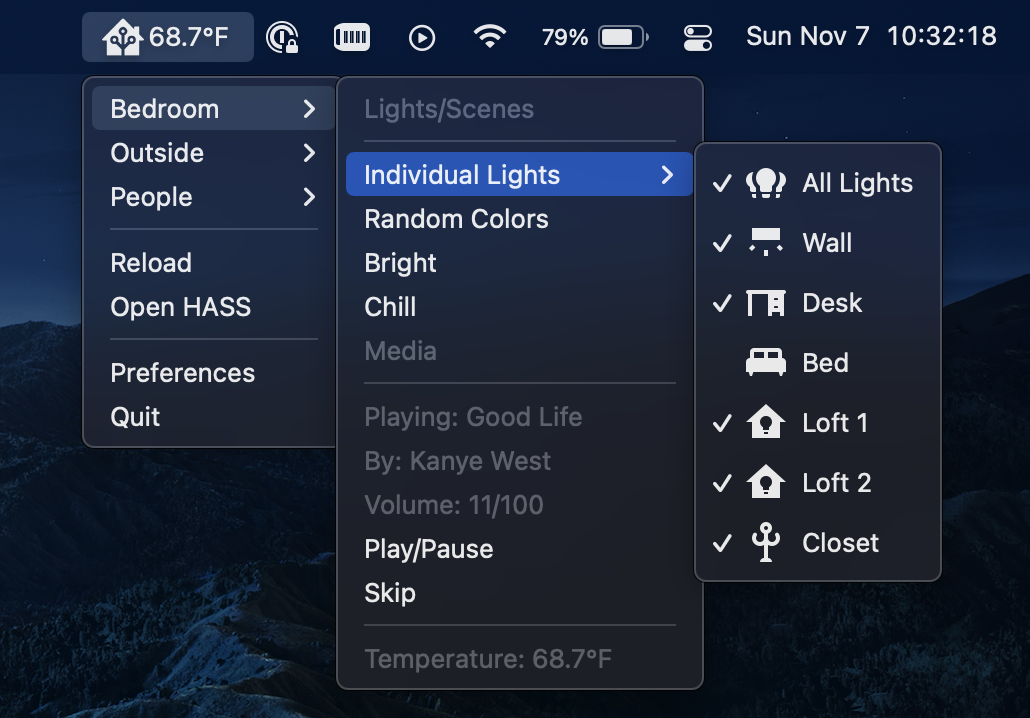 68.7°F
79%
Sun Nov 7 10:32:18
Bedroom
Outside
People
Reload
Open HASS
Preferences
Quit
Lights/Scenes
Individual Lights
Random Colors
Bright
Chill
Media
Playing: Good Life
By: Kanye West
Volume: 11/100
Play/Pause
Skip
Temperature: 68.7°F
All Lights
Wall
Desk
Bed
Loft 1
Loft 2
Closet